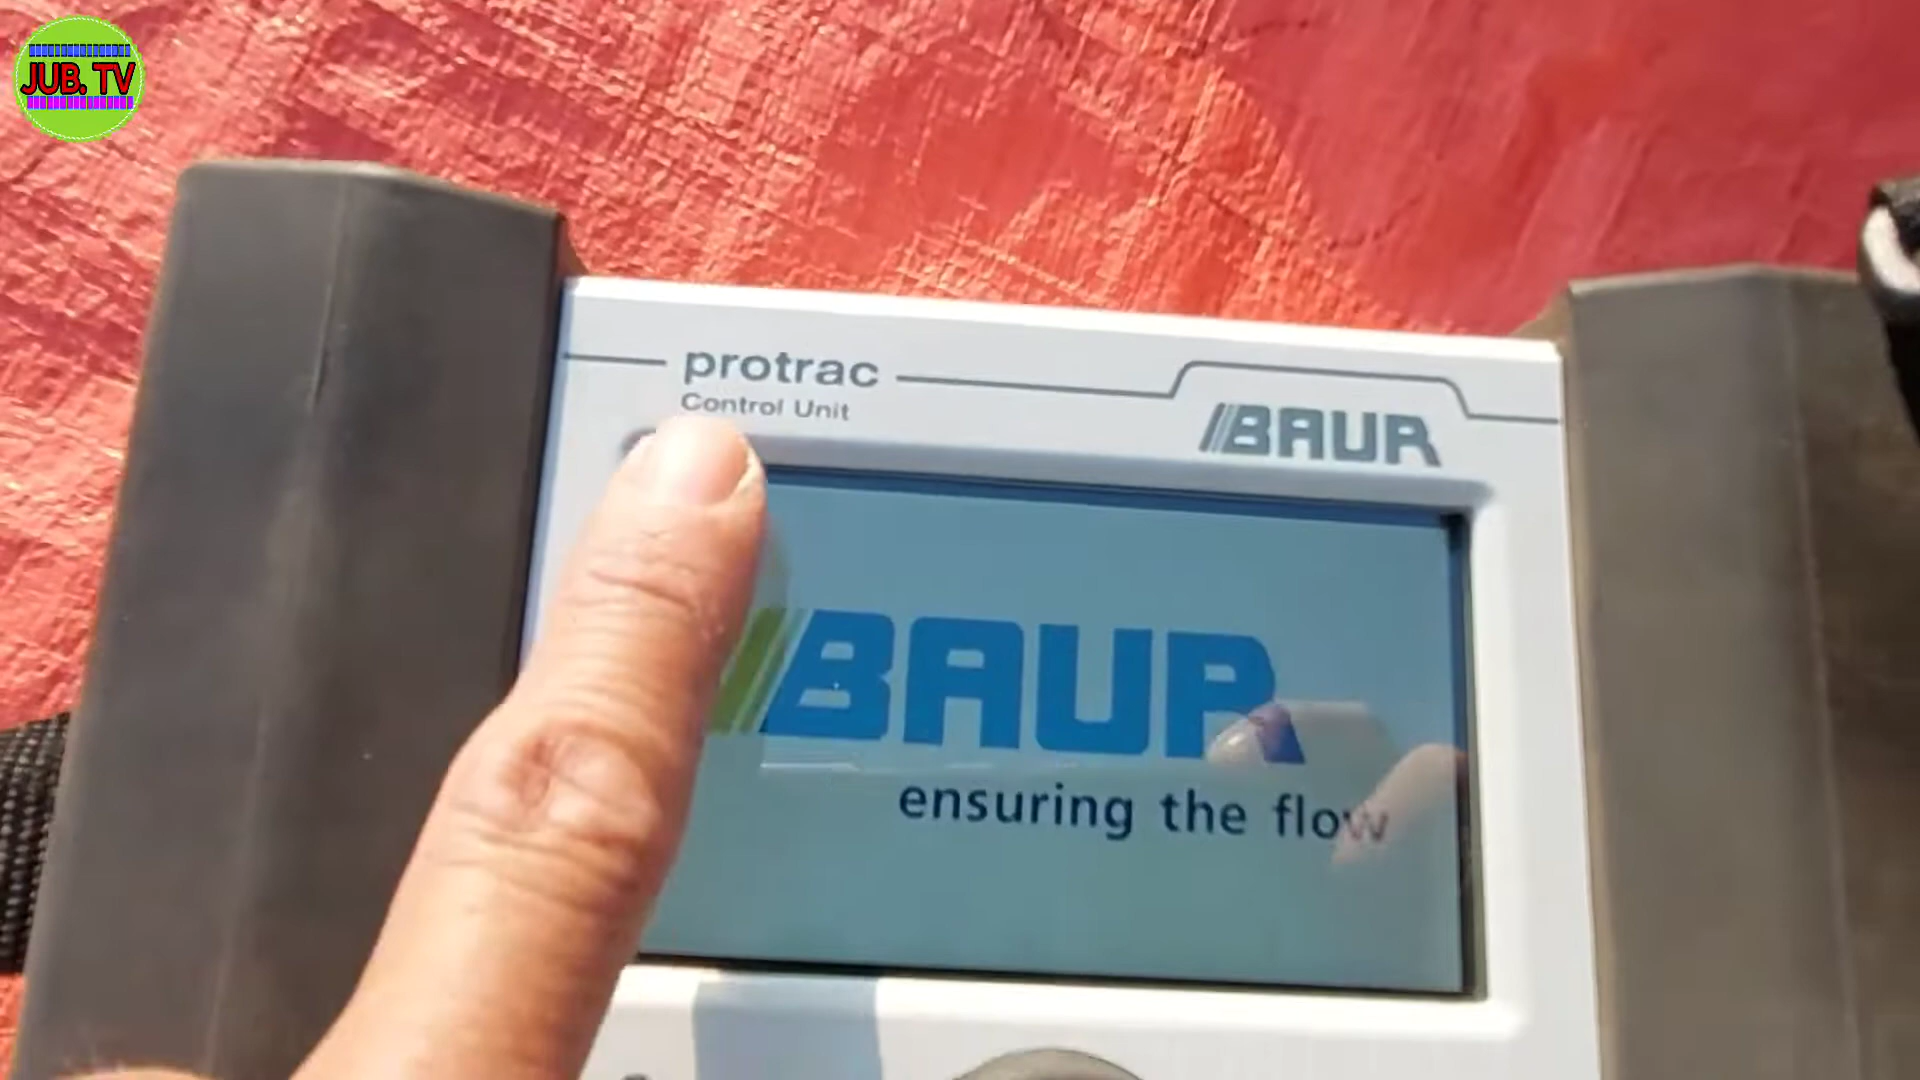 JUB. TV
protrac
Control Unit
BAUR
BAUR
ensuring the flow